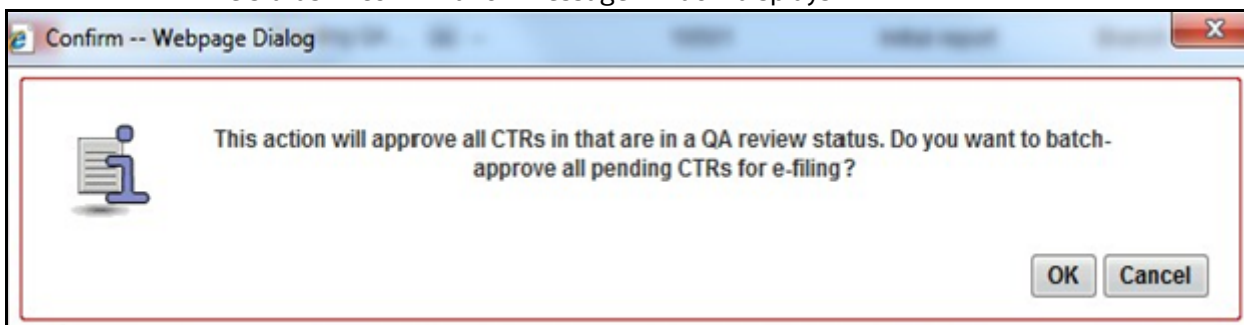 Confirm -- Webpage Dialog
This action will approve all CTRs in that are in a QA review status. Do you want to batch-
approve all pending CTRs for e-filing?
OK Cancel